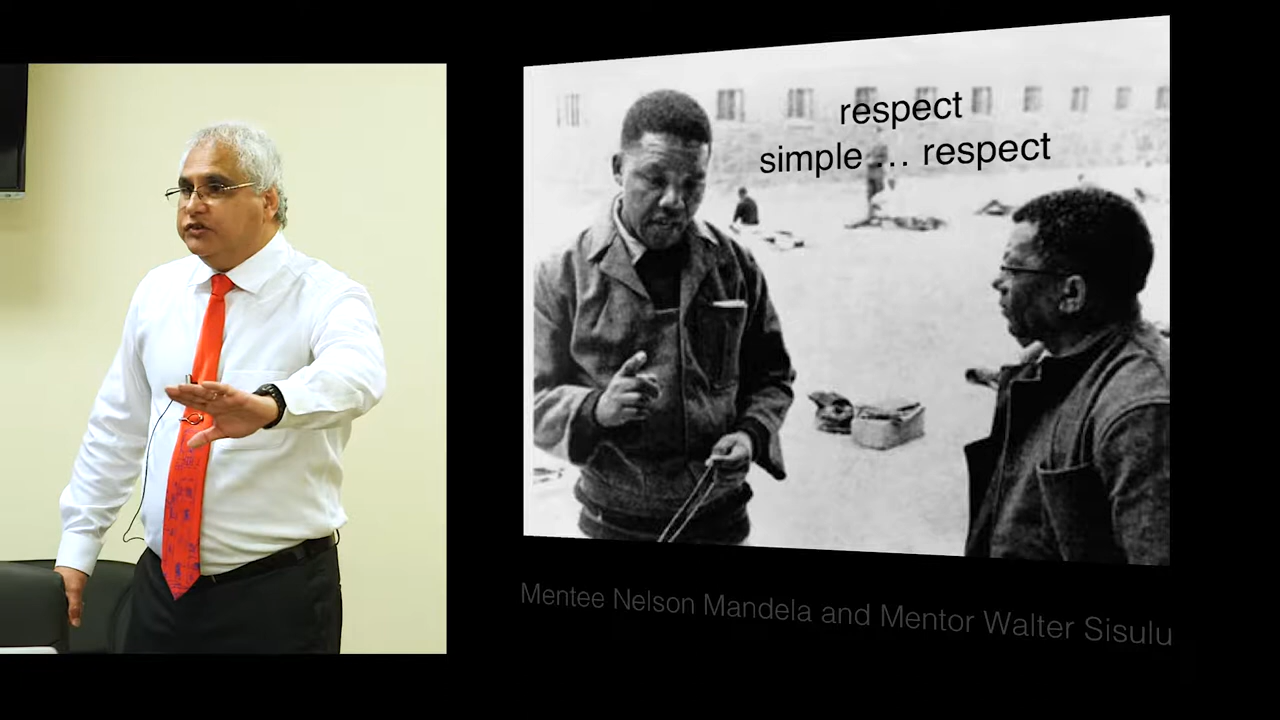 respect
simple ... respect
Mentee Nelson Mandela and Mentor Walter Sisulu